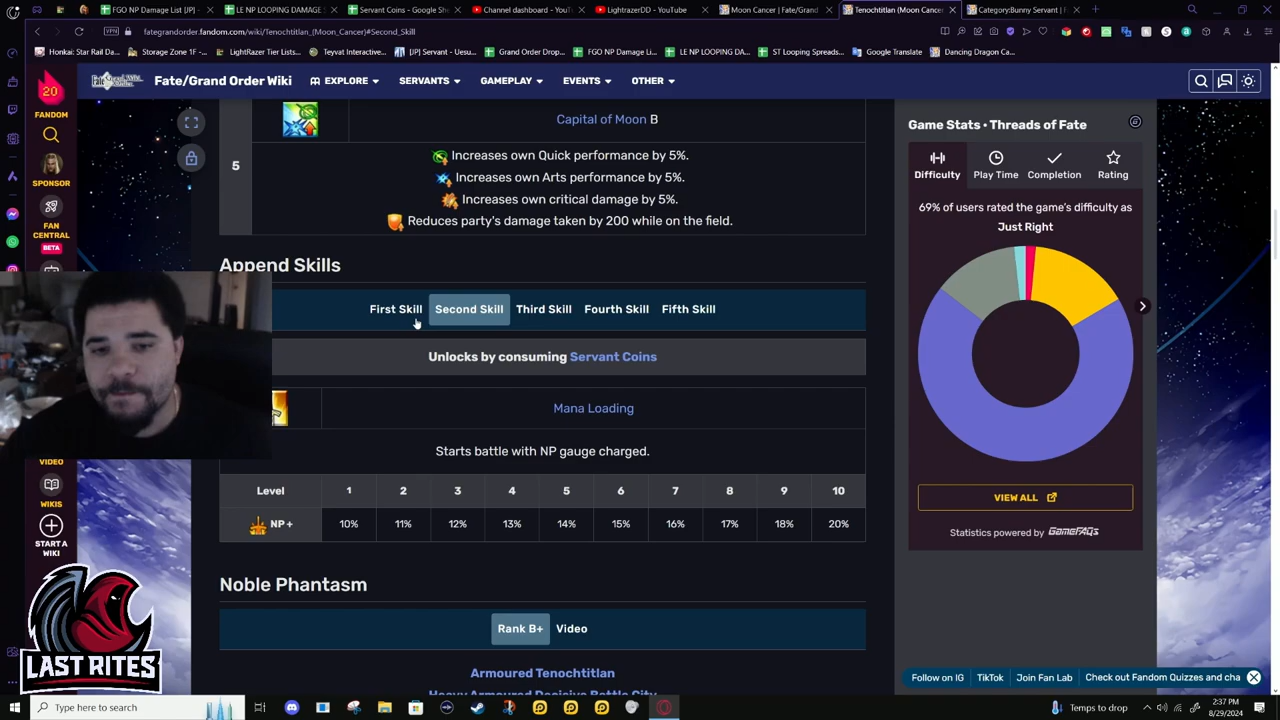 FGO NP Damage List [JP] -
LE NP LOOPING DAMAGE
Servant Coins - Google She
Channel dashboard - YouT
LightrazerDD - YouTube
Moon Cancer | Fate/Grand
Tenochtitlan (Moon Cancer)
Category:Bunny Servant | F
VPN
fategrandorder.fandom.com/wiki/Tenochtitlan_(Moon_Cancer)#Second_Skill
Honkai: Star Rail Da...
Storage Zone 1F -...
LightRazer Tier Lists...
Teyvat Interactive...
[JP] Servant - Uesu...
Grand Order Drop...
FGO NP Damage Li...
LE NP LOOPING DA...
ST Looping Spreads...
Google Translate
Dancing Dragon Ca...
20
FANDOM
Fate/Grand Order Wiki
EXPLORE
SERVANTS
GAMEPLAY
EVENTS
OTHER
SPONSOR
FAN
CENTRAL
BETA
VIDEO
WIKIS
START A
WIKI
Capital of Moon B
5
Increases own Quick performance by 5%.
Increases own Arts performance by 5%.
Increases own critical damage by 5%.
Reduces party's damage taken by 200 while on the field.
Append Skills
First Skill Second Skill Third Skill Fourth Skill Fifth Skill
Unlocks by consuming Servant Coins
Mana Loading
Starts battle with NP gauge charged.
Level 1 2 3 4 5 6 7 8 9 10
NP + 10% 11% 12% 13% 14% 15% 16% 17% 18% 20%
Noble Phantasm
Rank B+ Video
Armoured Tenochtitlan
Heavy Armoured Decisive Battle City
Game Stats • Threads of Fate
Difficulty Play Time Completion Rating
69% of users rated the game's difficulty as
Just Right
VIEW ALL
Statistics powered by GameFAQs
LAST RITES
Follow on IG TikTok Join Fan Lab Check out Fandom Quizzes and cha
Type here to search
Temps to drop
2:37 PM
8/29/2024